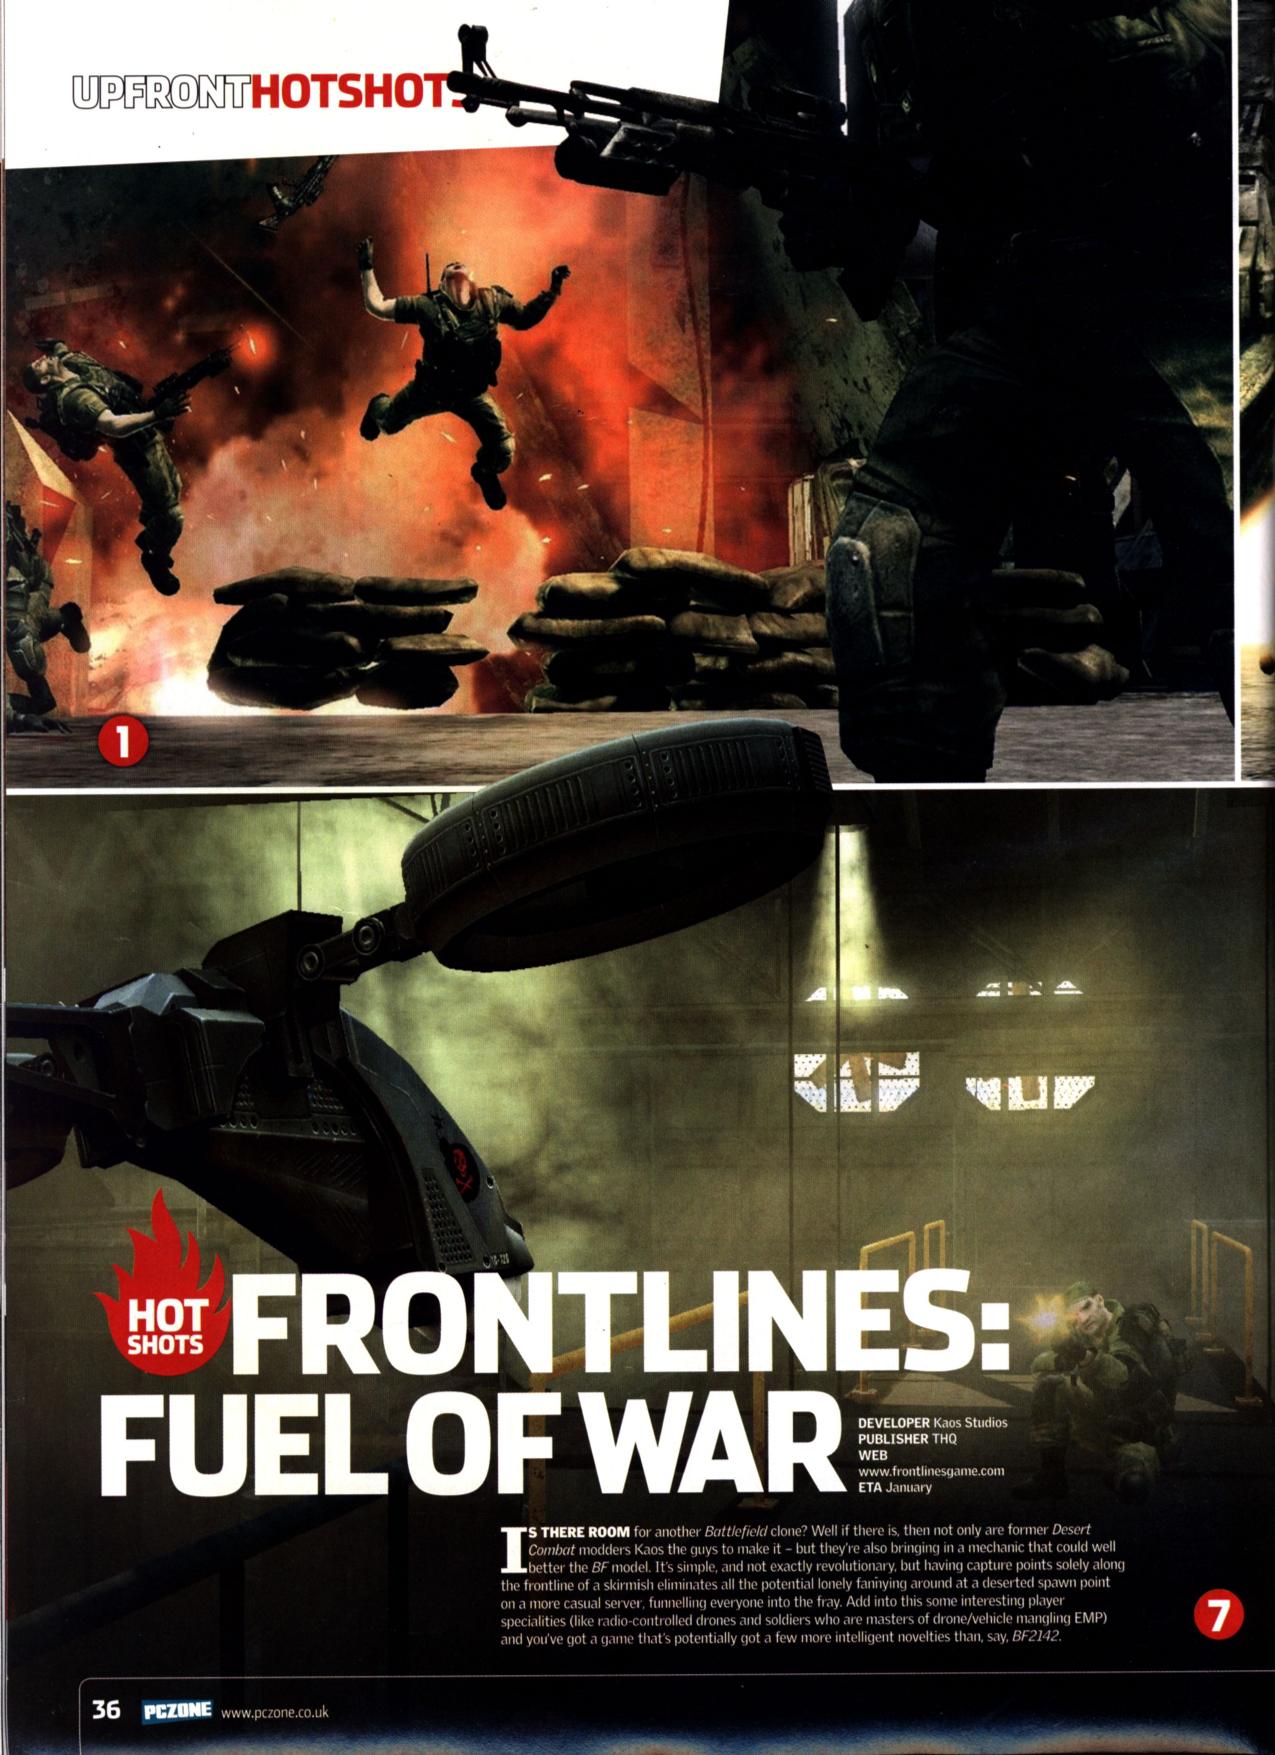 UPFRONTHOTSHOTS
1
HOT
SHOTS
FRONTLINES:
FUEL OF WAR
DEVELOPER Kaos Studios
PUBLISHER THQ
WEB
www.frontlinesgame.com
ETA January
IS THERE ROOM for another Battlefield clone? Well if there is, then not only are former Desert
Combat modders Kaos the guys to make it – but they're also bringing in a mechanic that could well
better the BF model. It's simple, and not exactly revolutionary, but having capture points solely along
the frontline of a skirmish eliminates all the potential lonely fannying around at a deserted spawn point
on a more casual server, funnelling everyone into the fray. Add into this some interesting player
specialities (like radio-controlled drones and soldiers who are masters of drone/vehicle mangling EMP)
and you've got a game that's potentially got a few more intelligent novelties than, say, BF2142.
7
36 PCZONE www.pczone.co.uk